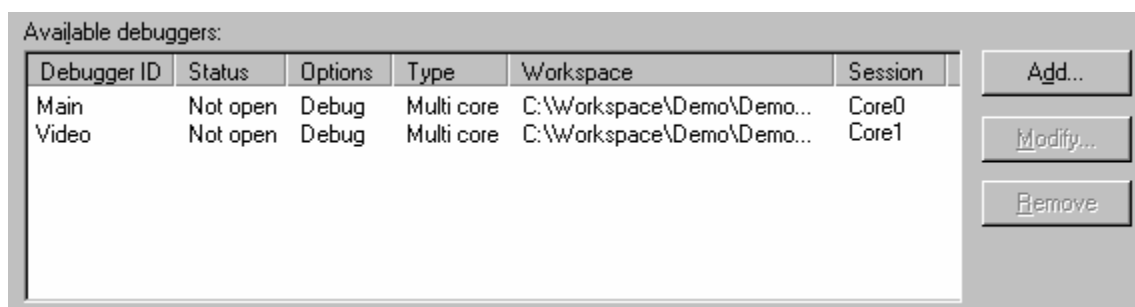 Available debuggers:
Debugger ID Status Options Type Workspace Session
Main Not open Debug Multi core C:\Workspace\Demo\Demo... Core0
Video Not open Debug Multi core C:\Workspace\Demo\Demo... Core1
Add...
Modify...
Remove